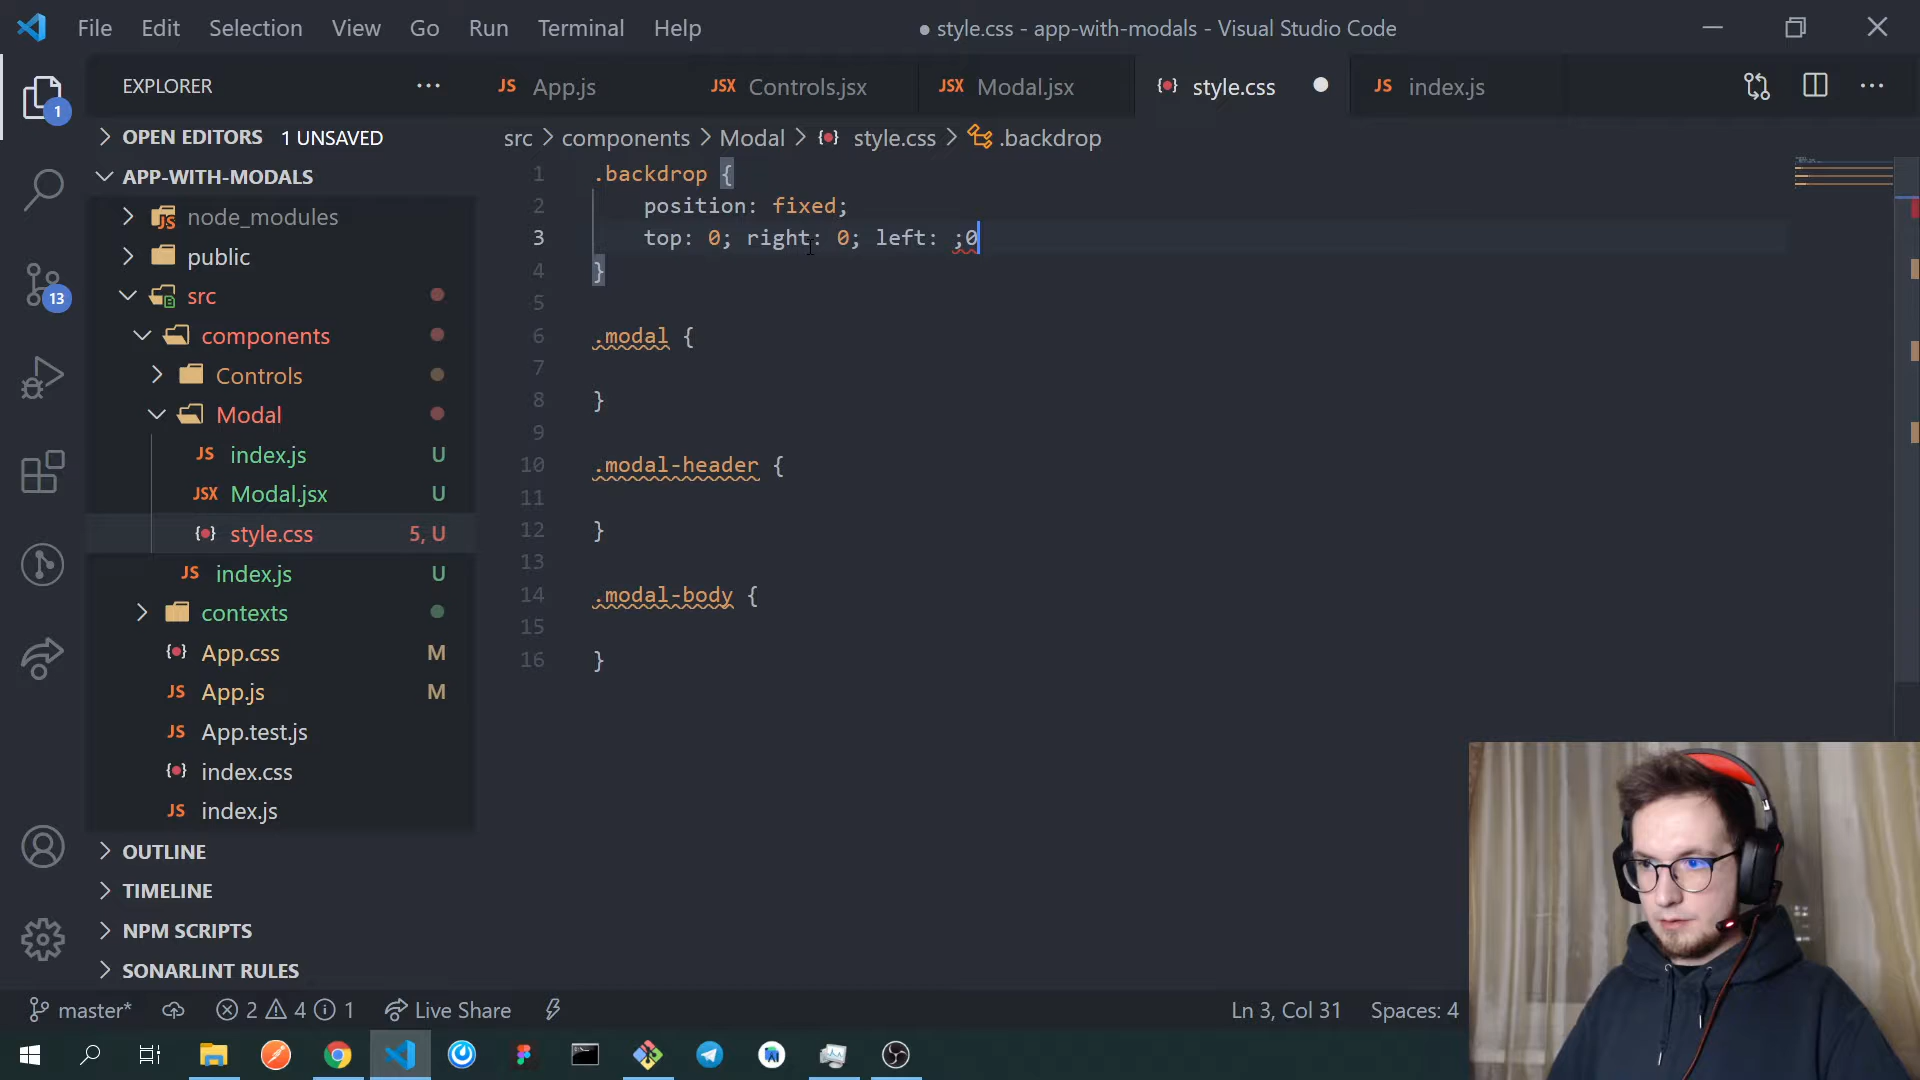 File Edit Selection View Go Run Terminal Help
● style.css - app-with-modals - Visual Studio Code
EXPLORER
JS App.js
JSX Controls.jsx
JSX Modal.jsx
style.css
JS index.js
1
OPEN EDITORS 1 UNSAVED
src > components > Modal > style.css > .backdrop
APP-WITH-MODALS
node_modules
public
src
components
Controls
Modal
JS index.js U
JSX Modal.jsx U
style.css 5, U
JS index.js U
contexts
App.css M
JS App.js M
JS App.test.js
index.css
JS index.js
OUTLINE
TIMELINE
NPM SCRIPTS
SONARLINT RULES
13
1 .backdrop {
2 position: fixed;
3 top: 0; right: 0; left: ;0
4 }
5
6 .modal {
7
8 }
9
10 .modal-header {
11
12 }
13
14 .modal-body {
15
16 }
master* 2 4 1 Live Share
Ln 3, Col 31 Spaces: 4